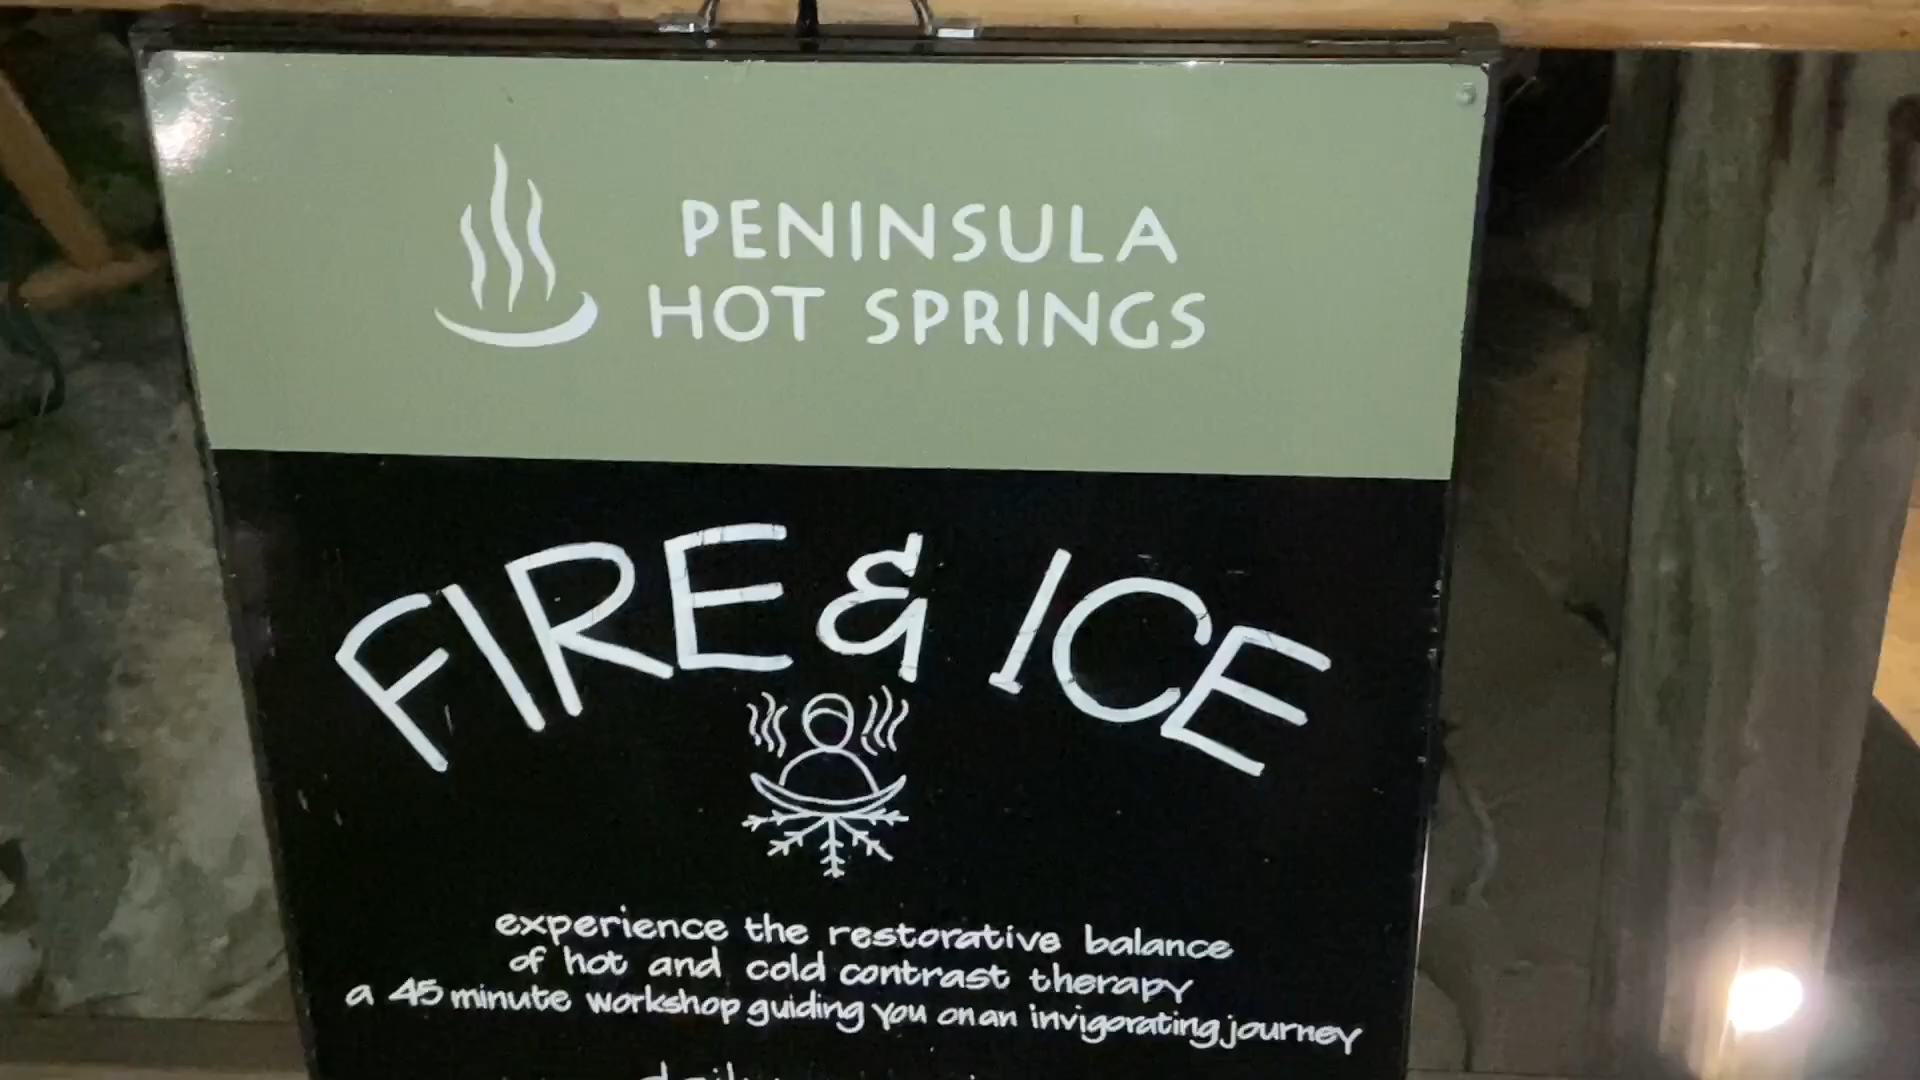 PENINSULA
HOT SPRINGS
FIRE & ICE
experience the restorative balance
of hot and cold contrast therapy
a 45 minute workshop guiding you on an invigorating journey